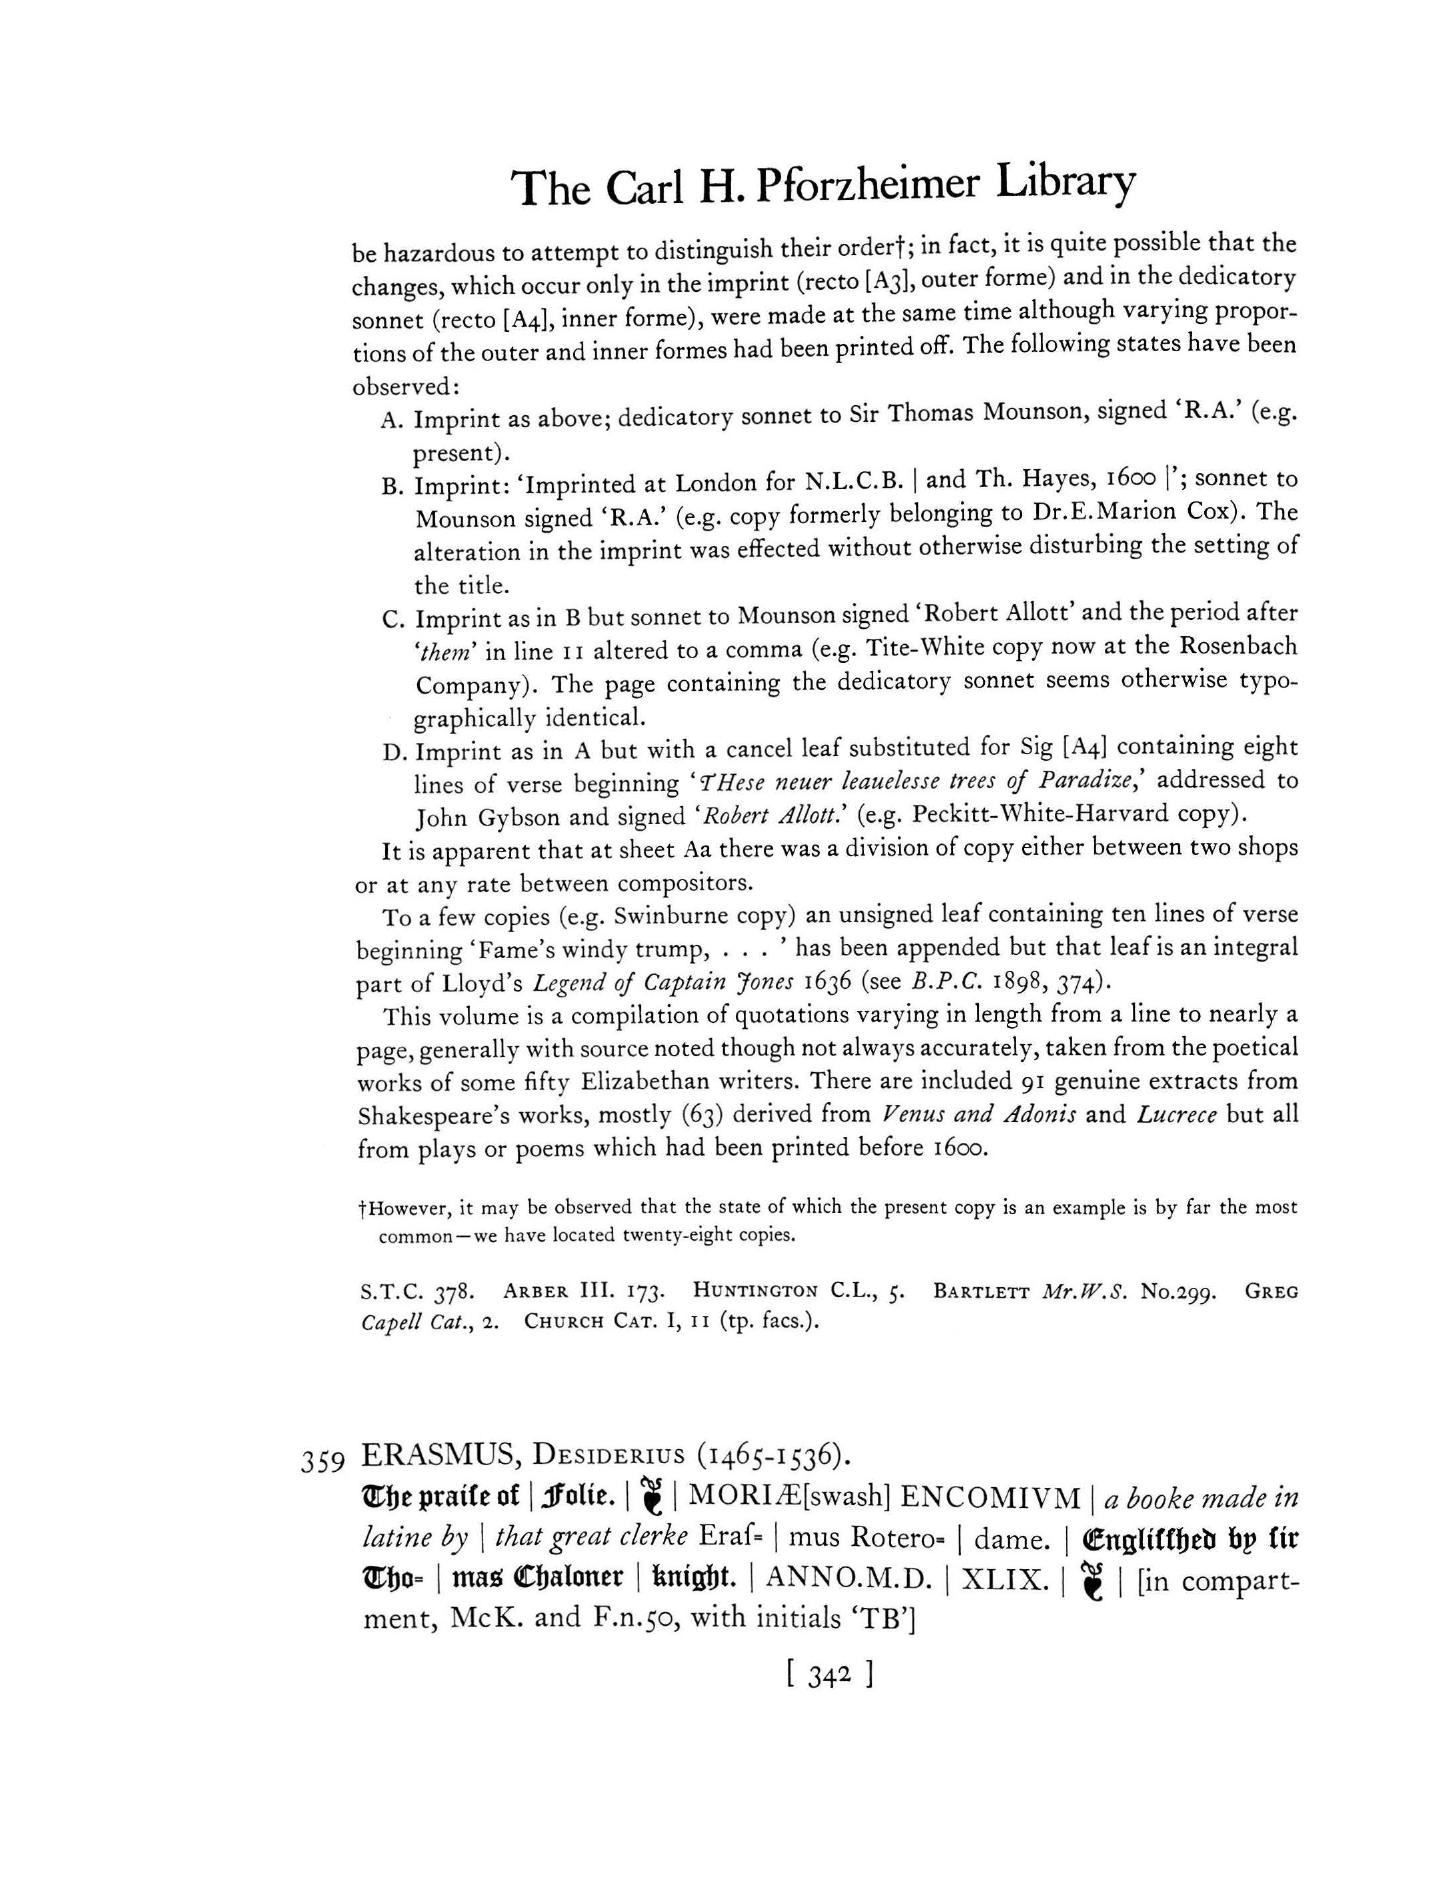 The Carl H. Pforzheimer Library
be hazardous to attempt to distinguish their order†; in fact, it is quite possible that the
changes, which occur only in the imprint (recto [A3], outer forme) and in the dedicatory
sonnet (recto [A4], inner forme), were made at the same time although varying propor-
tions of the outer and inner formes had been printed off. The following states have been
observed:
A. Imprint as above; dedicatory sonnet to Sir Thomas Mounson, signed ‘R.A.’ (e.g.
present).
B. Imprint: ‘Imprinted at London for N.L.C.B. | and Th. Hayes, 1600 |’; sonnet to
Mounson signed ‘R.A.’ (e.g. copy formerly belonging to Dr.E.Marion Cox). The
alteration in the imprint was effected without otherwise disturbing the setting of
the title.
C. Imprint as in B but sonnet to Mounson signed ‘Robert Allott’ and the period after
‘them’ in line 11 altered to a comma (e.g. Tite-White copy now at the Rosenbach
Company). The page containing the dedicatory sonnet seems otherwise typo-
graphically identical.
D. Imprint as in A but with a cancel leaf substituted for Sig [A4] containing eight
lines of verse beginning ‘THese neuer leauelesse trees of Paradize,’ addressed to
John Gybson and signed ‘Robert Allott.’ (e.g. Peckitt-White-Harvard copy).
It is apparent that at sheet Aa there was a division of copy either between two shops
or at any rate between compositors.
To a few copies (e.g. Swinburne copy) an unsigned leaf containing ten lines of verse
beginning ‘Fame’s windy trump, . . . ’ has been appended but that leaf is an integral
part of Lloyd’s Legend of Captain Jones 1636 (see B.P.C. 1898, 374).
This volume is a compilation of quotations varying in length from a line to nearly a
page, generally with source noted though not always accurately, taken from the poetical
works of some fifty Elizabethan writers. There are included 91 genuine extracts from
Shakespeare’s works, mostly (63) derived from Venus and Adonis and Lucrece but all
from plays or poems which had been printed before 1600.
†However, it may be observed that the state of which the present copy is an example is by far the most
common—we have located twenty-eight copies.
S.T.C. 378. ARBER III. 173. HUNTINGTON C.L., 5. BARTLETT Mr.W.S. No.299. GREG
Capell Cat., 2. CHURCH CAT. I, 11 (tp. facs.).
359 ERASMUS, DESIDERIUS (1465-1536).
The praiſe of | Folie. | ❦ | MORIÆ[swash] ENCOMIVM | a booke made in
latine by | that great clerke Eraſ= | mus Rotero= | dame. | Engliſſhed by ſir
Tho= | mas Chaloner | knight. | ANNO.M.D. | XLIX. | ❦ | [in compart-
ment, McK. and F.n.50, with initials ‘TB’]
[ 342 ]